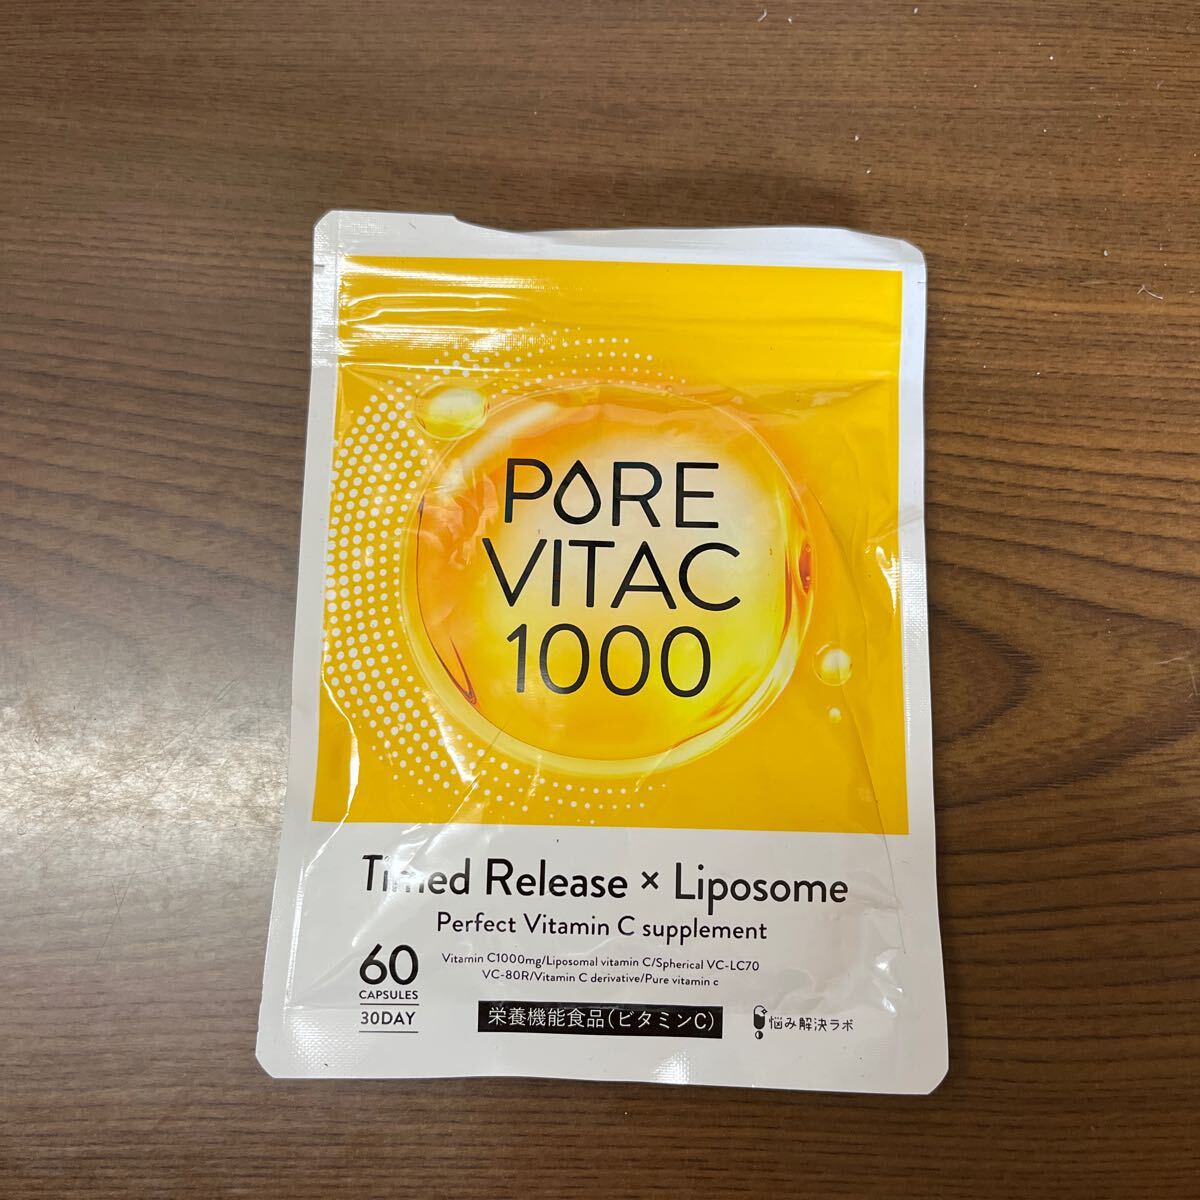 PORE
VITAC
1000
Timed Release × Liposome
Perfect Vitamin C supplement
Vitamin C1000mg/Liposomal vitamin C/Spherical VC-LC70
VC-80R/Vitamin C derivative/Pure vitamin c
60
CAPSULES
30DAY
栄養機能食品(ビタミンC)
悩み解決ラボ